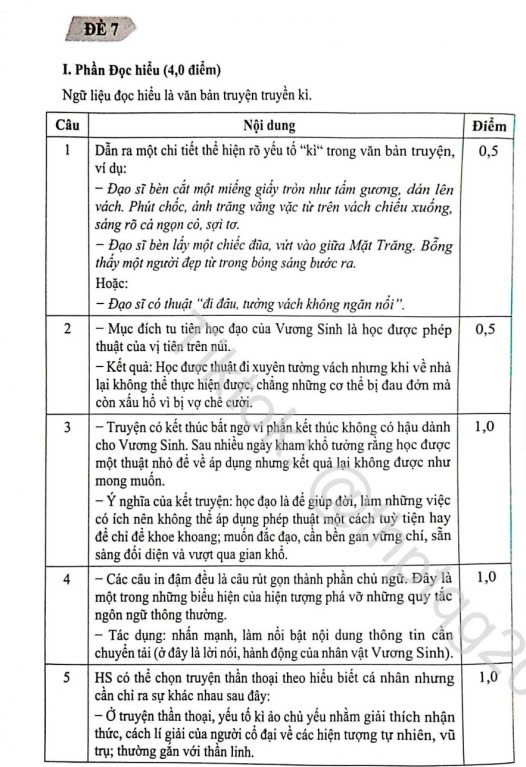 ĐỀ 7
I. Phần Đọc hiểu (4,0 điểm)
Ngữ liệu đọc hiểu là văn bản truyện truyền kì.
Câu Nội dung Điểm
1 Dẫn ra một chi tiết thể hiện rõ yếu tố “kì“ trong văn bản truyện, 0,5
ví dụ:
– Đạo sĩ bèn cắt một miếng giấy tròn như tấm gương, dán lên
vách. Phút chốc, ánh trăng vằng vặc từ trên vách chiếu xuống,
sáng rõ cả ngọn cỏ, sợi tơ.
– Đạo sĩ bèn lấy một chiếc đũa, vứt vào giữa Mặt Trăng. Bỗng
thấy một người đẹp từ trong bóng sáng bước ra.
Hoặc:
– Đạo sĩ có thuật “đi đâu, tường vách không ngăn nổi”.
2 – Mục đích tu tiên học đạo của Vương Sinh là học được phép 0,5
thuật của vị tiên trên núi.
– Kết quả: Học được thuật đi xuyên tường vách nhưng khi về nhà
lại không thể thực hiện được, chẳng những cơ thể bị đau đớn mà
còn xấu hổ vì bị vợ chê cười.
3 – Truyện có kết thúc bất ngờ vì phần kết thúc không có hậu dành 1,0
cho Vương Sinh. Sau nhiều ngày kham khổ tưởng rằng học được
một thuật nhỏ để về áp dụng nhưng kết quả lại không được như
mong muốn.
– Ý nghĩa của kết truyện: học đạo là để giúp đời, làm những việc
có ích nên không thể áp dụng phép thuật một cách tuỳ tiện hay
để chỉ để khoe khoang; muốn đắc đạo, cần bền gan vững chí, sẵn
sàng đối diện và vượt qua gian khổ.
4 – Các câu in đậm đều là câu rút gọn thành phần chủ ngữ. Đây là 1,0
một trong những biểu hiện của hiện tượng phá vỡ những quy tắc
ngôn ngữ thông thường.
– Tác dụng: nhấn mạnh, làm nổi bật nội dung thông tin cần
chuyển tải (ở đây là lời nói, hành động của nhân vật Vương Sinh).
5 HS có thể chọn truyện thần thoại theo hiểu biết cá nhân nhưng 1,0
cần chỉ ra sự khác nhau sau đây:
– Ở truyện thần thoại, yếu tố kì ảo chủ yếu nhằm giải thích nhận
thức, cách lí giải của người cổ đại về các hiện tượng tự nhiên, vũ
trụ; thường gắn với thần linh.